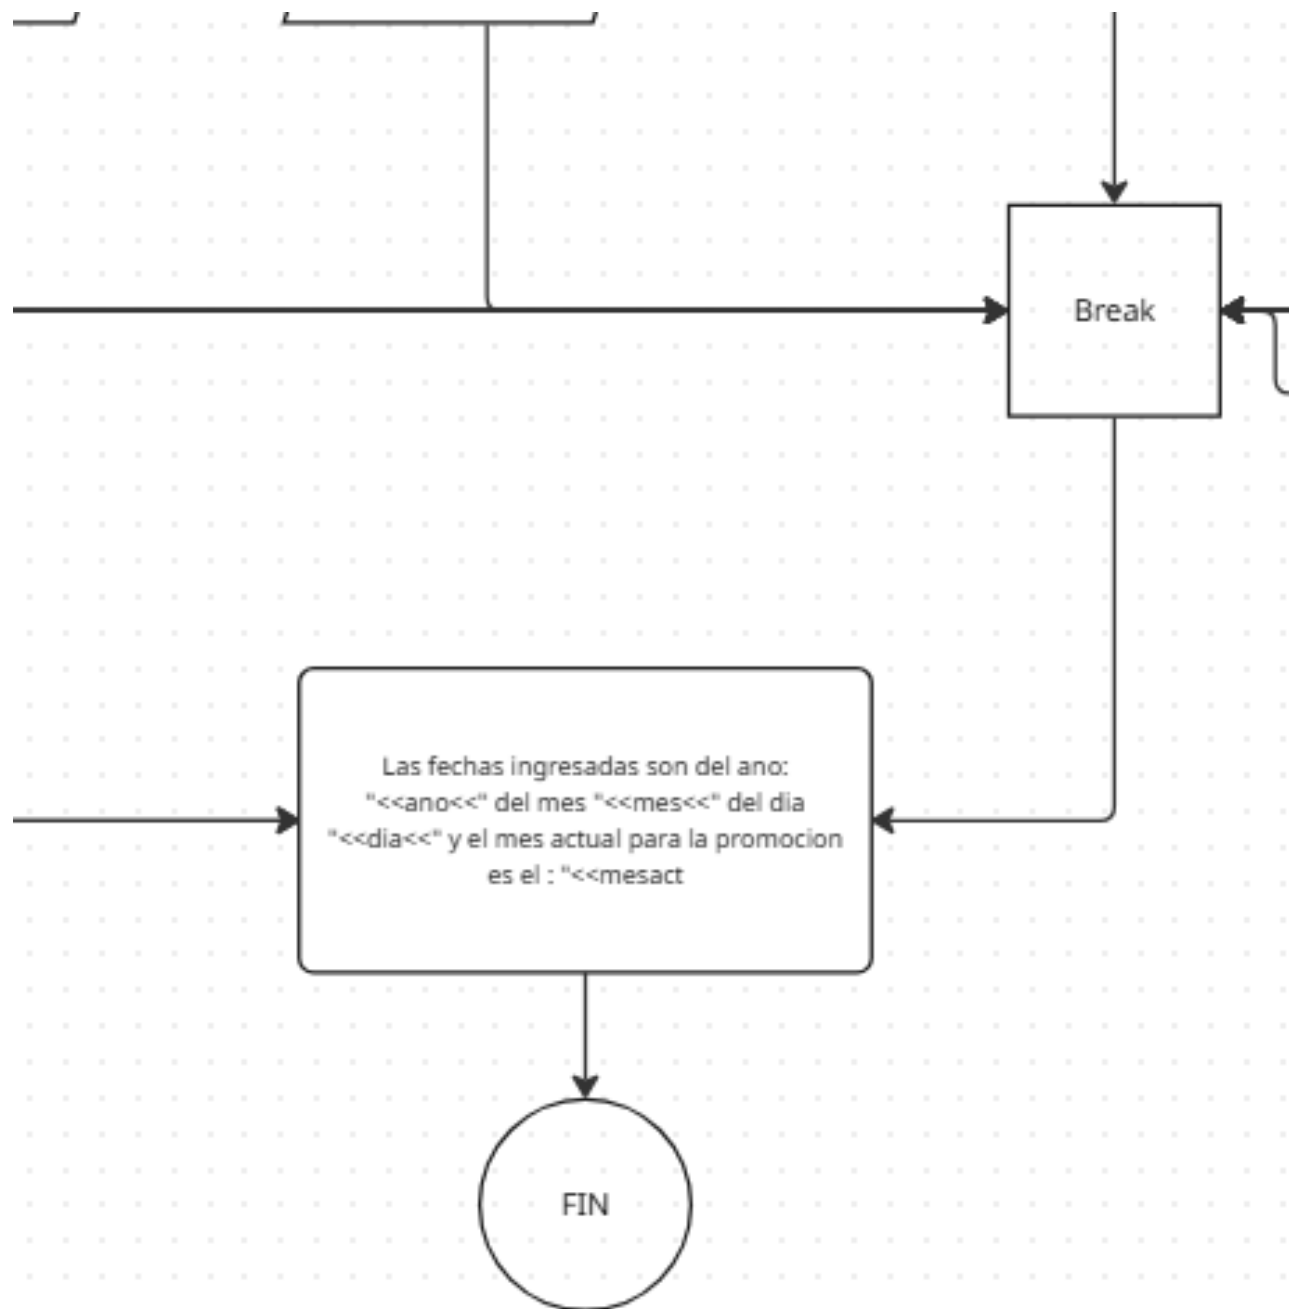 Break
Las fechas ingresadas son del ano:
"<<ano<<" del mes "<<mes<<" del dia
"<<dia<<" y el mes actual para la promocion
es el : "<<mesact
FIN